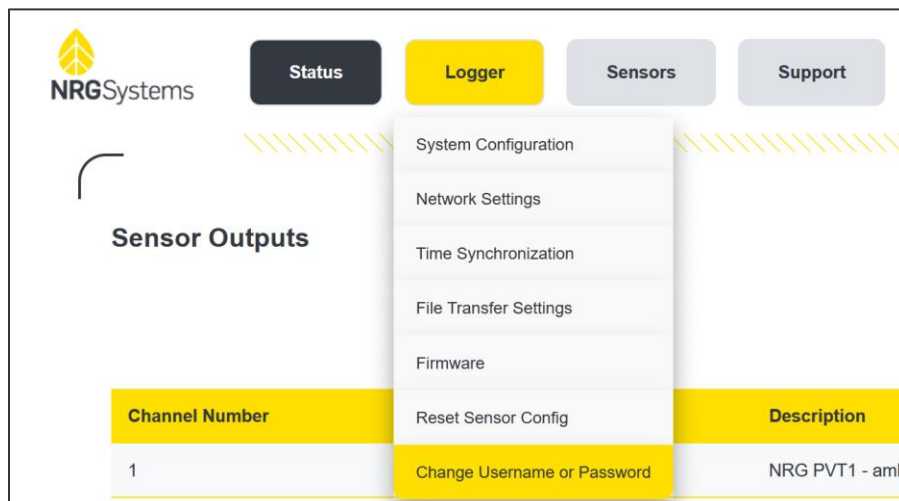 NRGSystems
Status
Logger
Sensors
Support
System Configuration
Network Settings
Sensor Outputs
Time Synchronization
File Transfer Settings
Firmware
Reset Sensor Config
Change Username or Password
Channel Number
Description
1
NRG PVT1 -